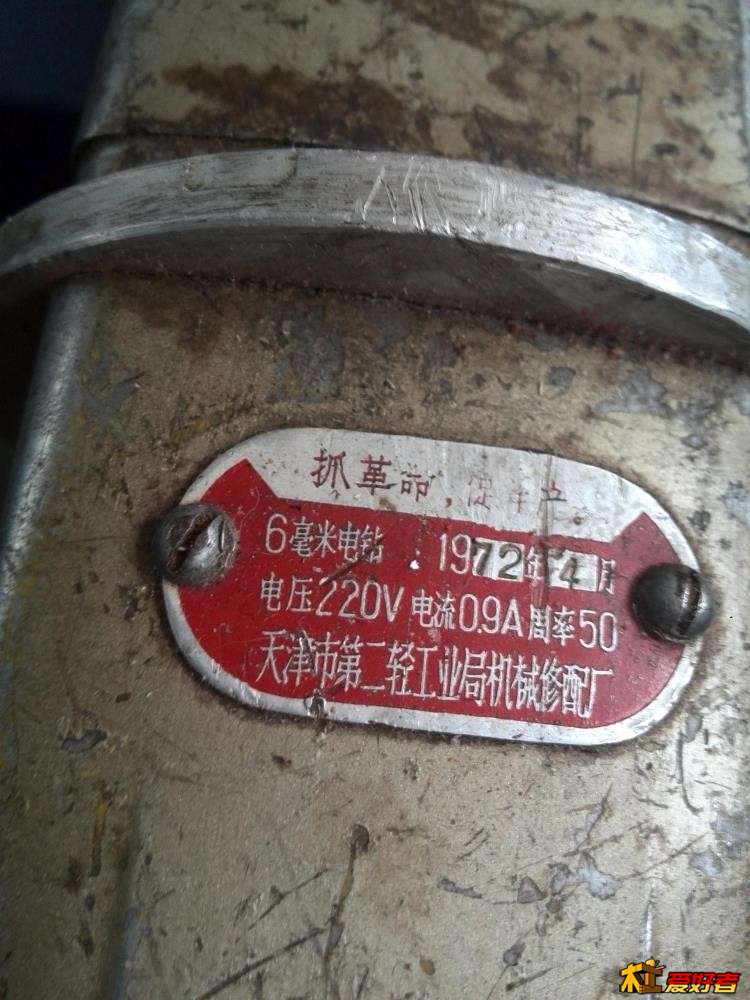 抓革命,促生产。
6毫米电钻 1972年4月
电压220V 电流0.9A 周率50
天津市第二轻工业局机械修配厂
杠爱好者